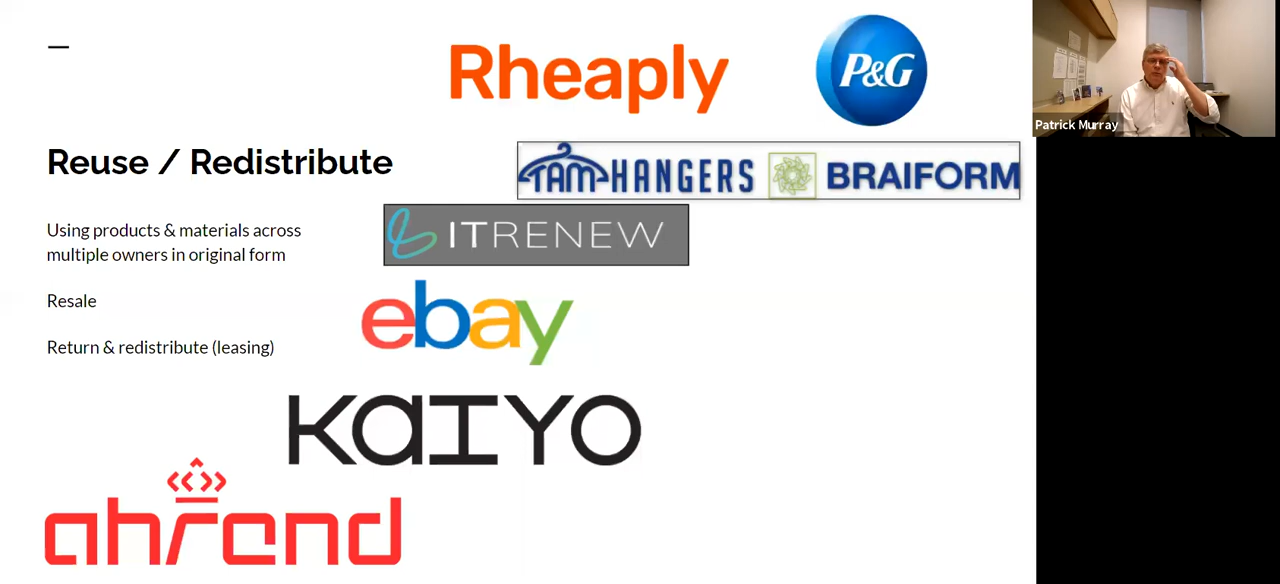 Rheaply
P&G
Patrick Murray
Reuse / Redistribute
TAM HANGERS BRAIFORM
Using products & materials across
multiple owners in original form
ITRENEW
Resale
ebay
Return & redistribute (leasing)
KaIYO
ahrend